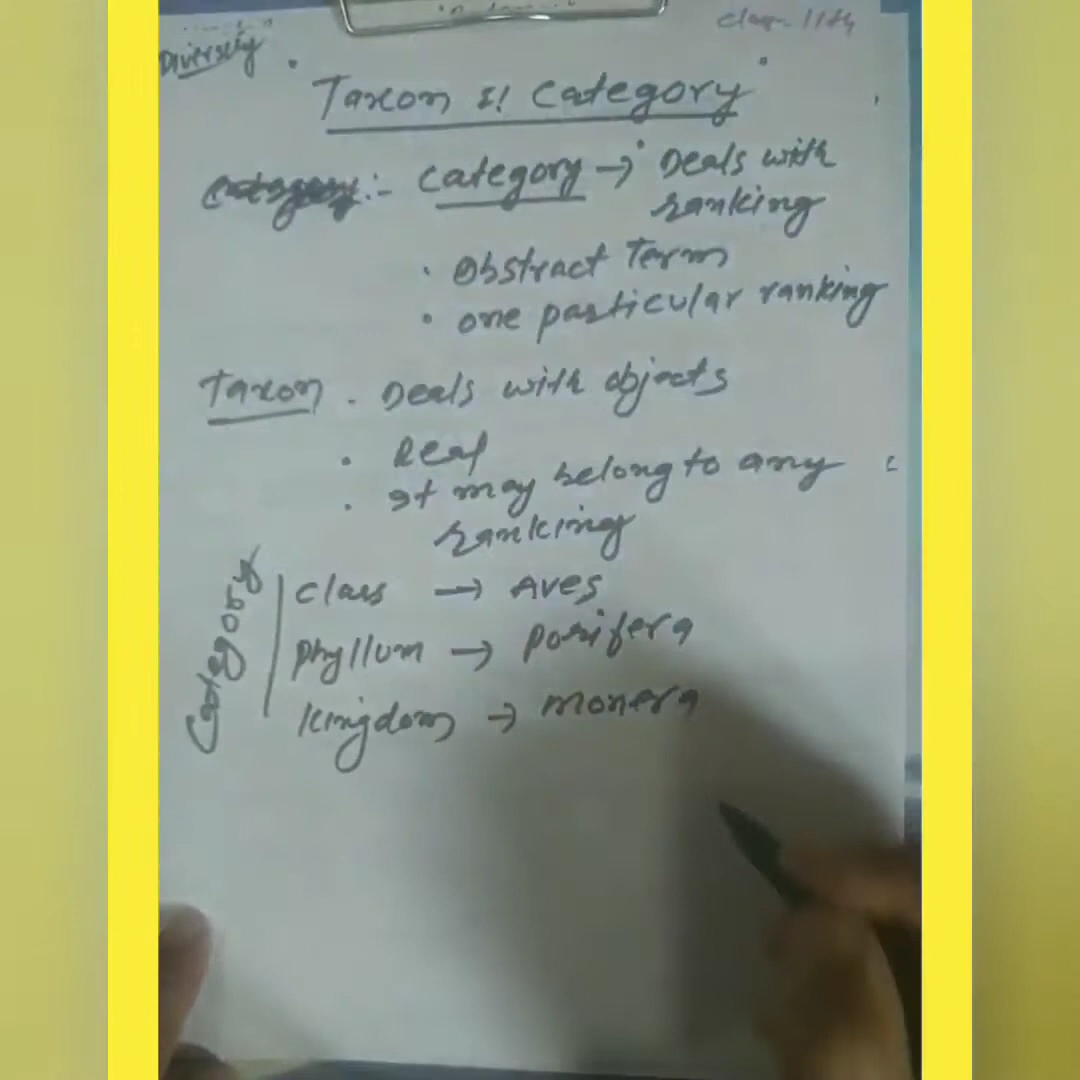 class- 11th
Diversity
Taxon & Category
Category :- Category → Deals with
ranking
• Abstract Term
• one particular ranking
Taxon . Deals with objects
. Real
. It may belong to any
ranking
Category
Class → Aves
Phyllum → Porifera
Kingdom → monera